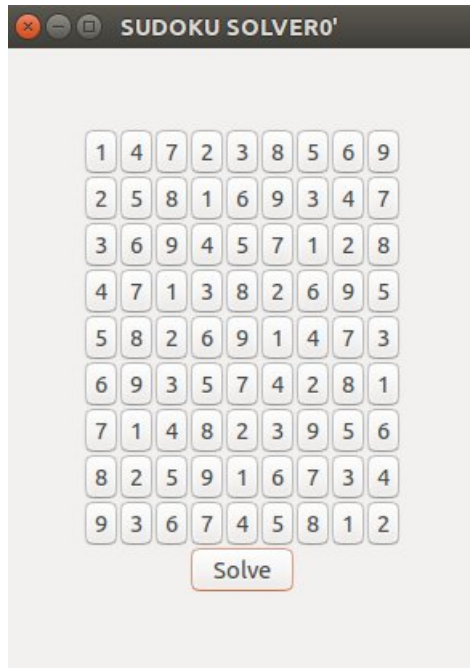 SUDOKU SOLVER0'
1 4 7 2 3 8 5 6 9
2 5 8 1 6 9 3 4 7
3 6 9 4 5 7 1 2 8
4 7 1 3 8 2 6 9 5
5 8 2 6 9 1 4 7 3
6 9 3 5 7 4 2 8 1
7 1 4 8 2 3 9 5 6
8 2 5 9 1 6 7 3 4
9 3 6 7 4 5 8 1 2
Solve